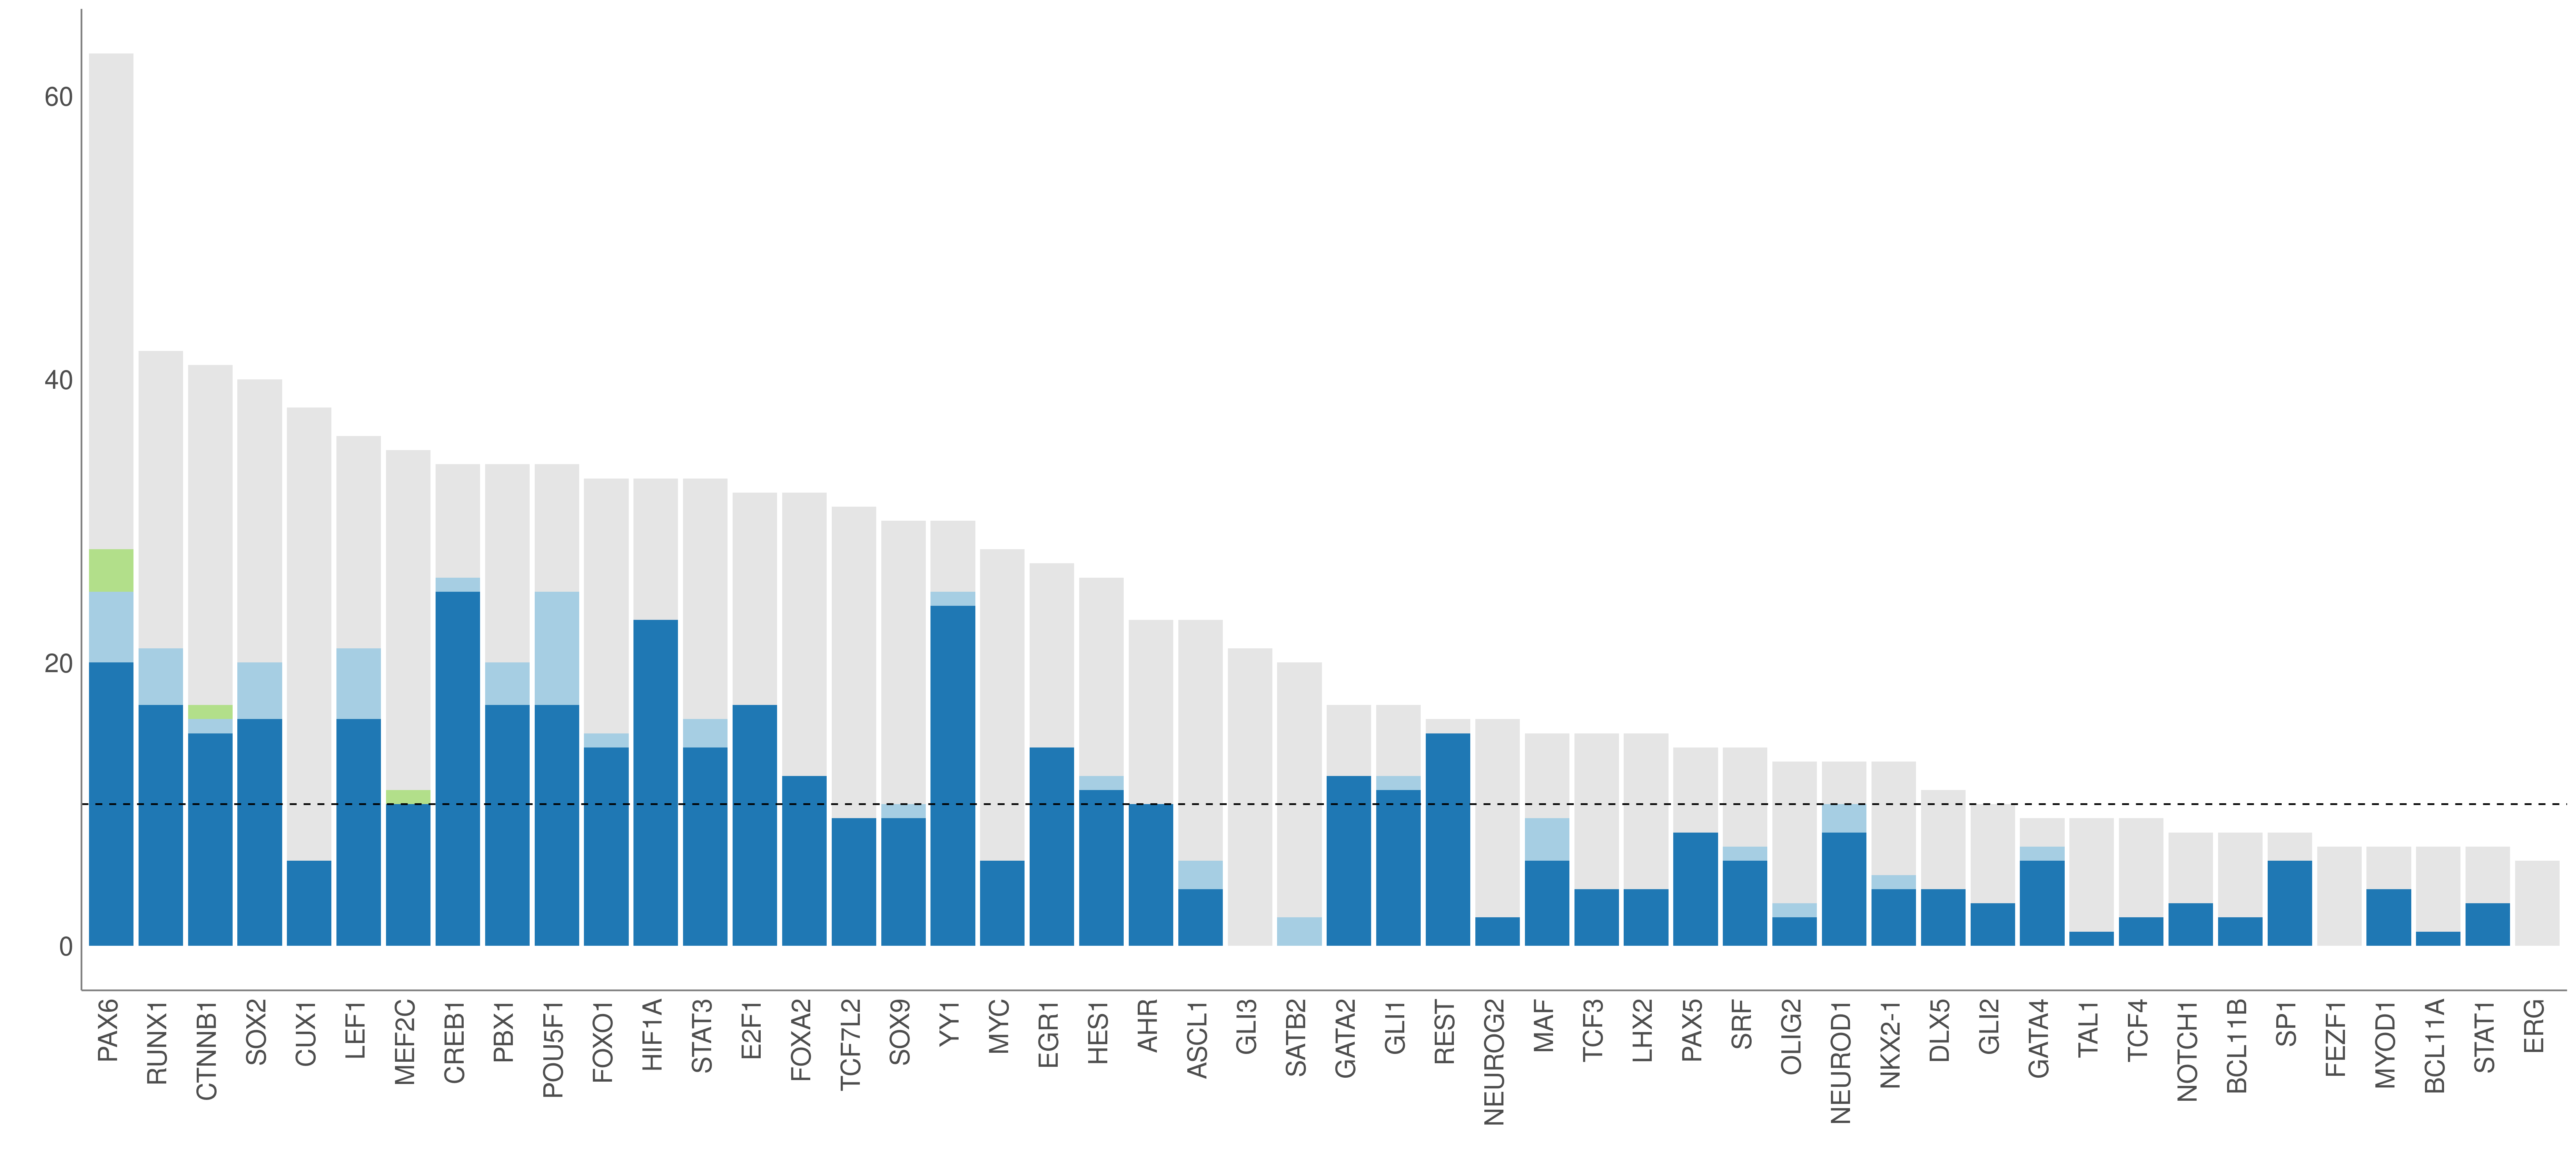 60
40
20
0
PAX6
RUNX1
CTNNB1
SOX2
CUX1
LEF1
MEF2C
CREB1
PBX1
POU5F1
FOXO1
HIF1A
STAT3
E2F1
FOXA2
TCF7L2
SOX9
YY1
MYC
EGR1
HES1
AHR
ASCL1
GLI3
SATB2
GATA2
GLI1
REST
NEUROG2
MAF
TCF3
LHX2
PAX5
SRF
OLIG2
NEUROD1
NKX2-1
DLX5
GLI2
GATA4
TAL1
TCF4
NOTCH1
BCL11B
SP1
FEZF1
MYOD1
BCL11A
STAT1
ERG